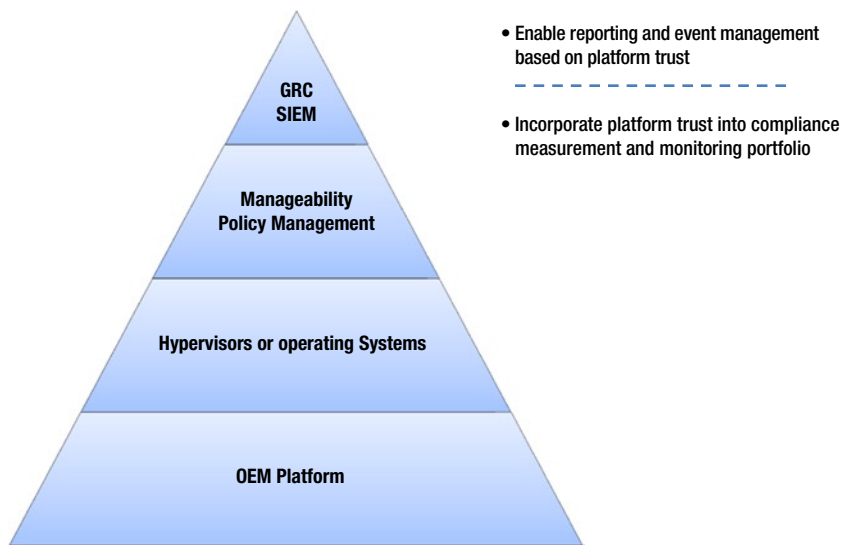 GRC
SIEM
Manageability
Policy Management
Hypervisors or operating Systems
OEM Platform
• Enable reporting and event management
based on platform trust
• Incorporate platform trust into compliance
measurement and monitoring portfolio